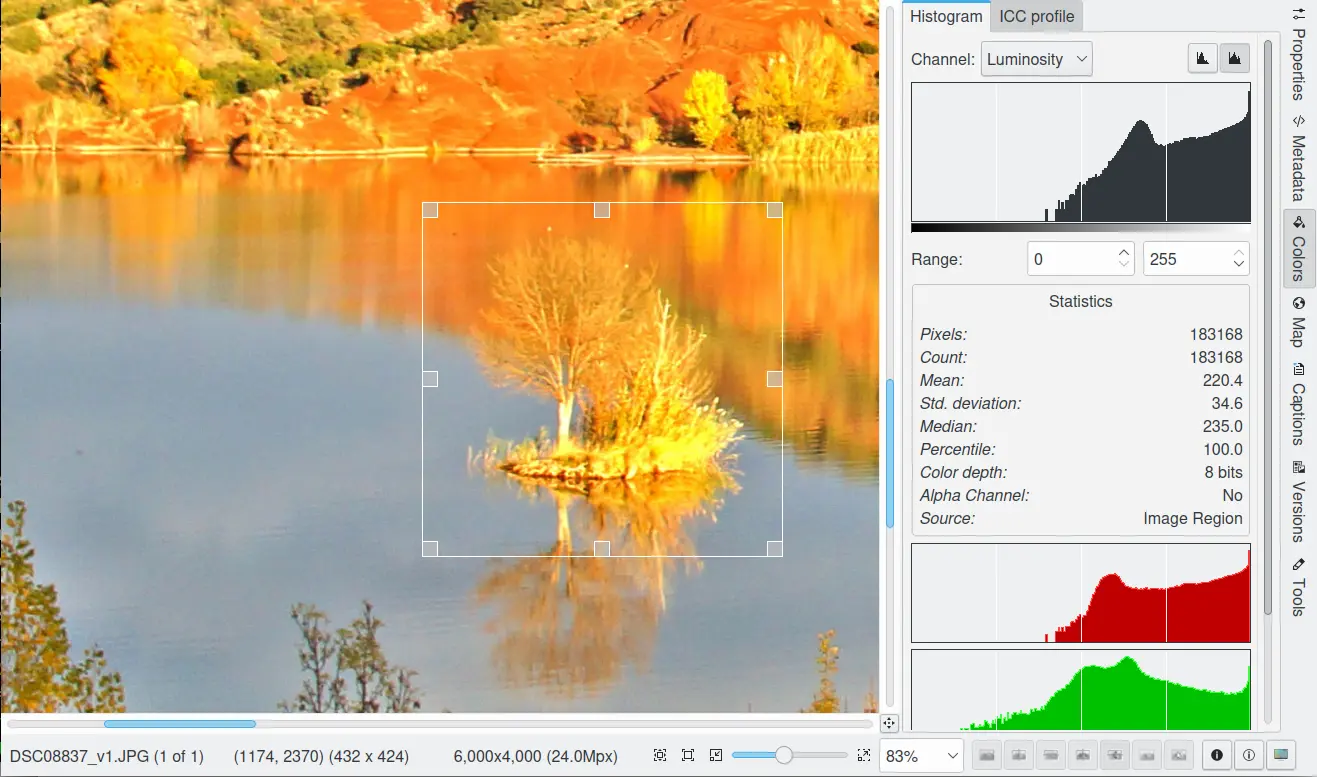 Histogram ICC profile
Channel: Luminosity
Range: 0 255
Statistics
Pixels: 183168
Count: 183168
Mean: 220.4
Std. deviation: 34.6
Median: 235.0
Percentile: 100.0
Color depth: 8 bits
Alpha Channel: No
Source: Image Region
Properties
Metadata
Colors
Map
Captions
Versions
Tools
DSC08837_v1.JPG (1 of 1) (1174, 2370) (432 x 424) 6,000x4,000 (24.0Mpx) 83%